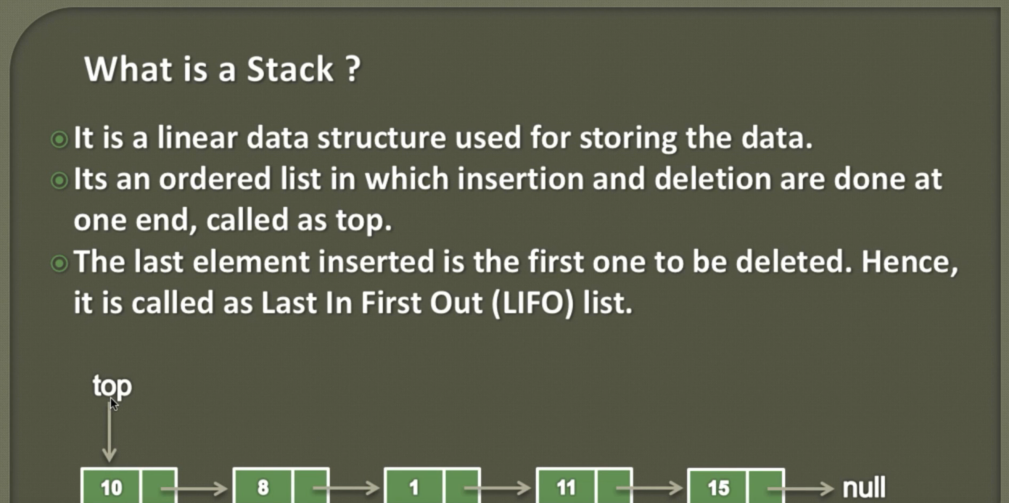 What is a Stack ?
It is a linear data structure used for storing the data.
Its an ordered list in which insertion and deletion are done at
one end, called as top.
The last element inserted is the first one to be deleted. Hence,
it is called as Last In First Out (LIFO) list.
top
10 8 1 11 15 null